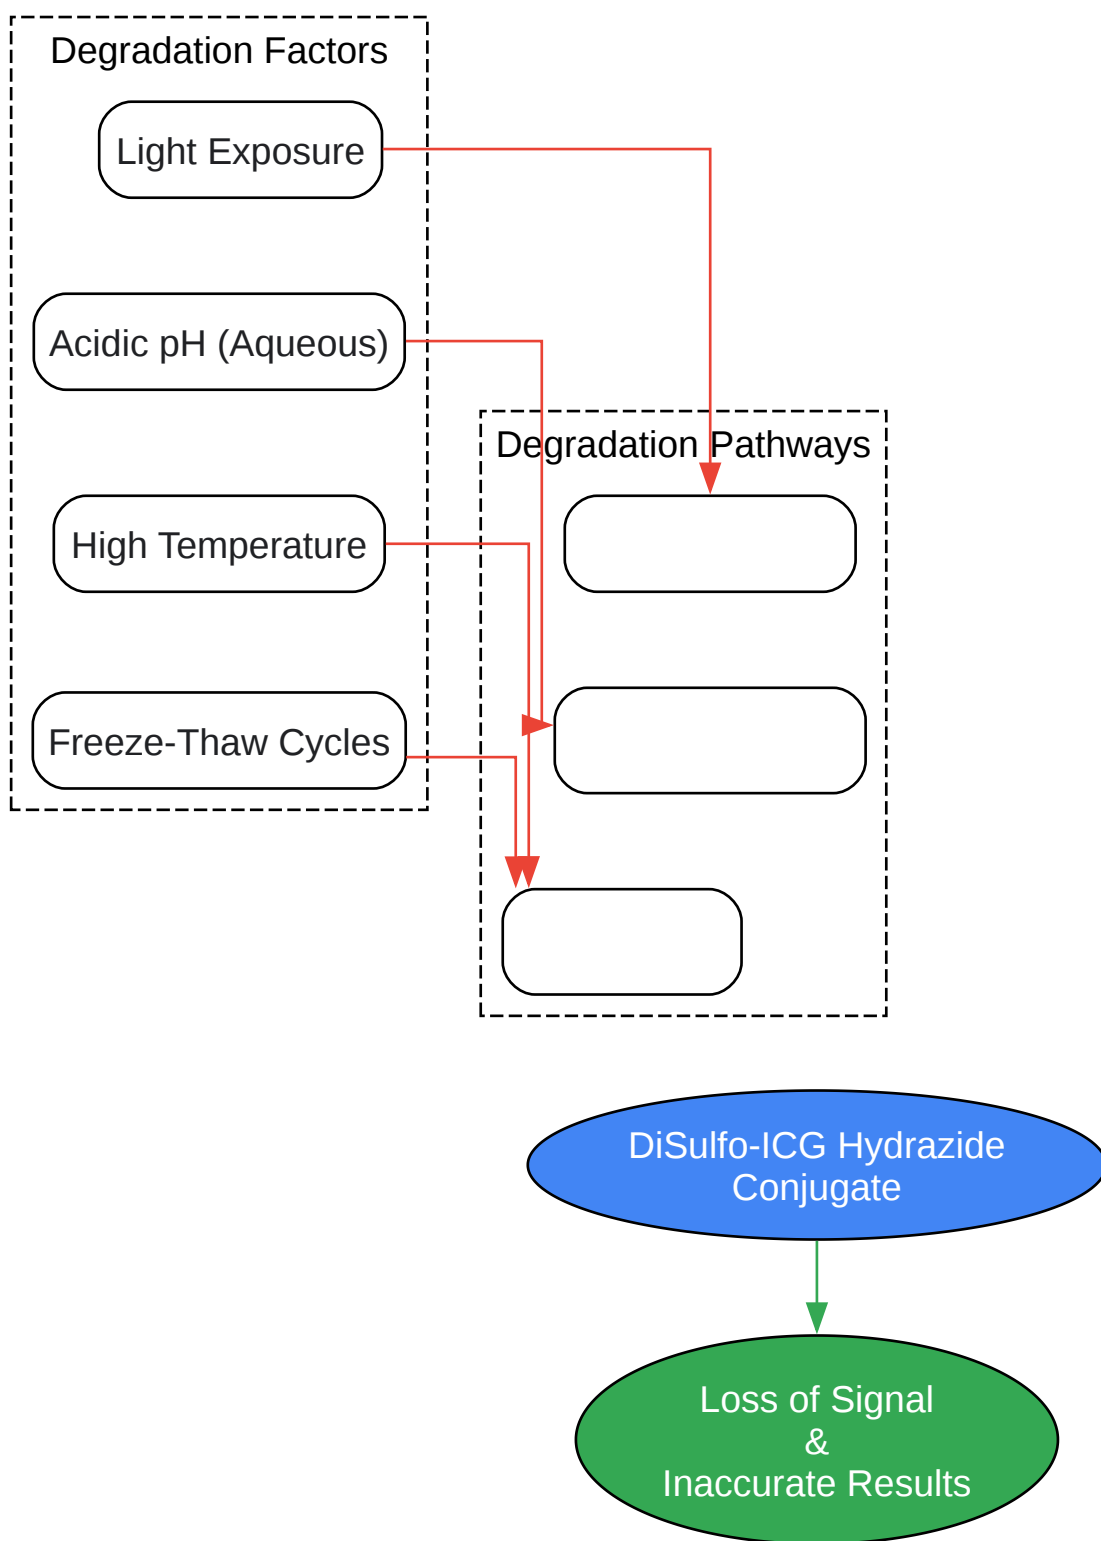 Degradation Factors
Light Exposure
Acidic pH (Aqueous)
High Temperature
Freeze-Thaw Cycles
Degradation Pathways
DiSulfo-ICG Hydrazide
Conjugate
Loss of Signal
&
Inaccurate Results